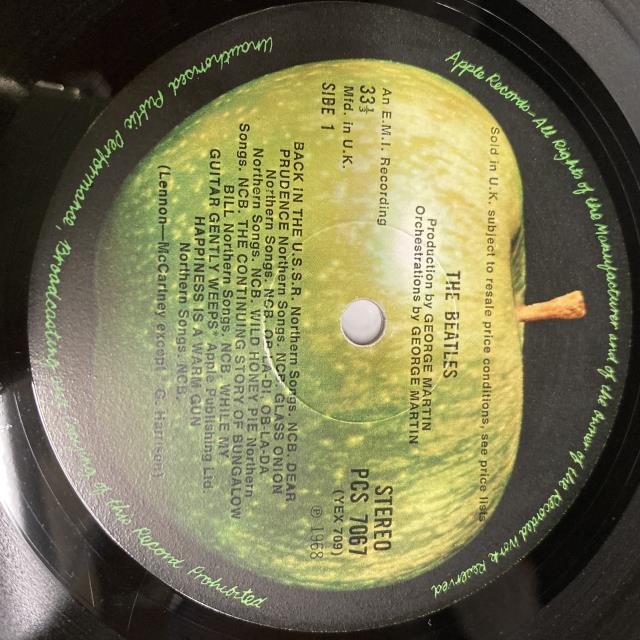 Apple Records - All Rights of the Manufacturer and of the Owner of the Recorded Work Reserved
Sold in U.K. subject to resale price conditions, see price lists
THE BEATLES
Production by GEORGE MARTIN
Orchestrations by GEORGE MARTIN
An E.M.I. Recording
33⅓
Mfd. in U.K.
SIDE 1
STEREO
PCS 7067
(YEX 709)
℗ 1968
BACK IN THE U.S.S.R. Northern Songs. NCB. DEAR
PRUDENCE Northern Songs. NCB. GLASS ONION
Northern Songs. NCB. OB-LA-DI, OB-LA-DA
Northern Songs. NCB. WILD HONEY PIE Northern
Songs. NCB. THE CONTINUING STORY OF BUNGALOW
BILL Northern Songs. NCB. WHILE MY
GUITAR GENTLY WEEPS* Apple Publishing Ltd
HAPPINESS IS A WARM GUN
Northern Songs. NCB.
(Lennon—McCartney except * G. Harrison)
Unauthorised Public Performance, Broadcasting and Copying of this Record Prohibited